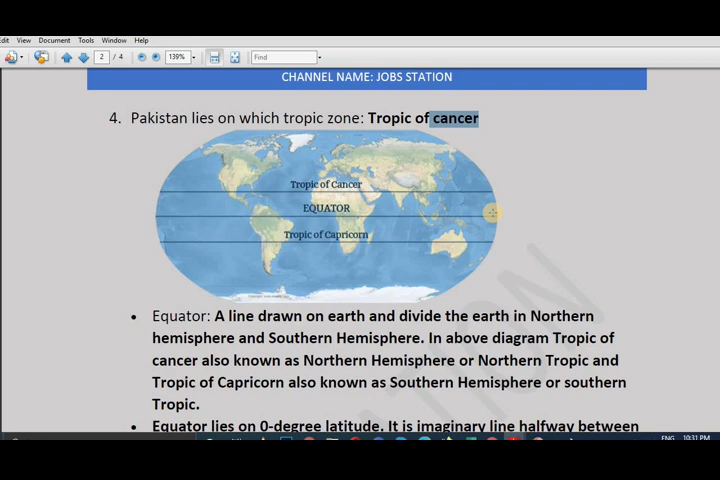 View Document Tools Window Help
2 / 4 139% Find
CHANNEL NAME: JOBS STATION
4. Pakistan lies on which tropic zone: Tropic of cancer
Tropic of Cancer
EQUATOR
Tropic of Capricorn
• Equator: A line drawn on earth and divide the earth in Northern
hemisphere and Southern Hemisphere. In above diagram Tropic of
cancer also known as Northern Hemisphere or Northern Tropic and
Tropic of Capricorn also known as Southern Hemisphere or southern
Tropic.
• Equator lies on 0-degree latitude. It is imaginary line halfway between
ENG 10:31 PM